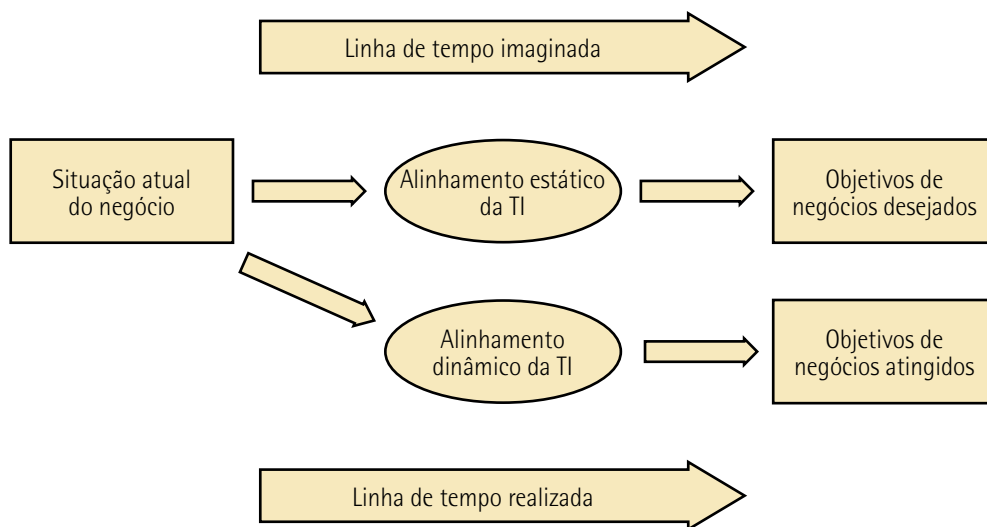 Linha de tempo imaginada
Situação atual
do negócio
Alinhamento estático
da TI
Objetivos de
negócios desejados
Alinhamento
dinâmico da TI
Objetivos de
negócios atingidos
Linha de tempo realizada